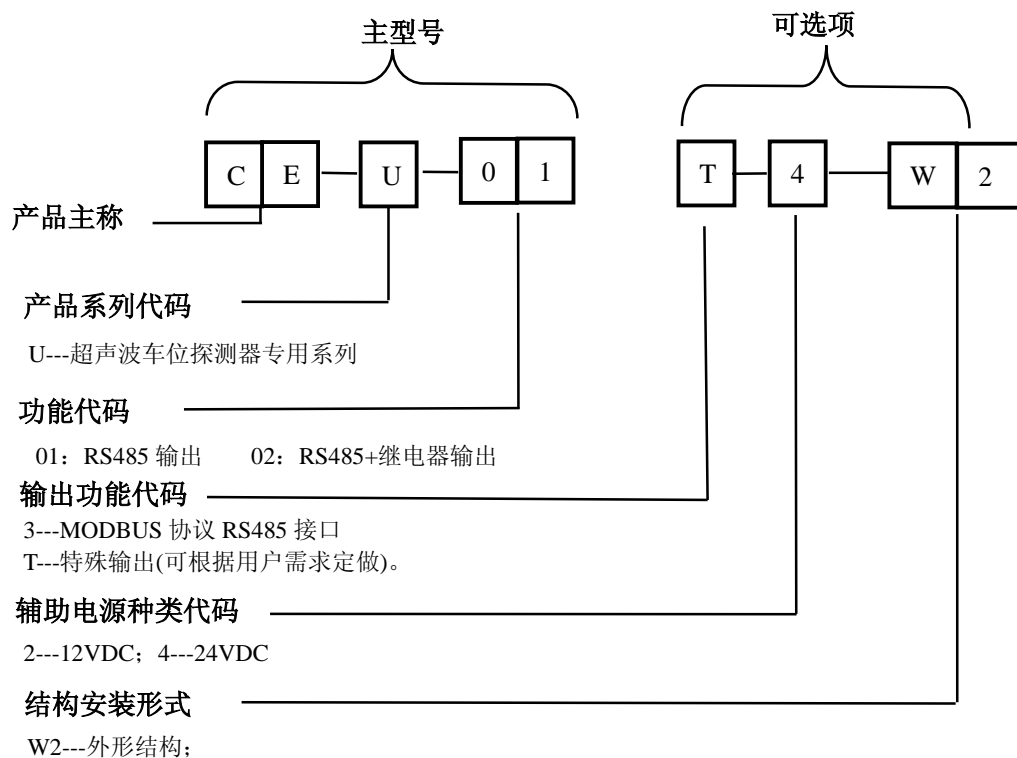 主型号 可选项
C E U 0 1 T 4 W 2
产品主称
产品系列代码
U---超声波车位探测器专用系列
功能代码
01：RS485 输出 02：RS485+继电器输出
输出功能代码
3---MODBUS 协议 RS485 接口
T---特殊输出(可根据用户需求定做)。
辅助电源种类代码
2---12VDC；4---24VDC
结构安装形式
W2---外形结构；